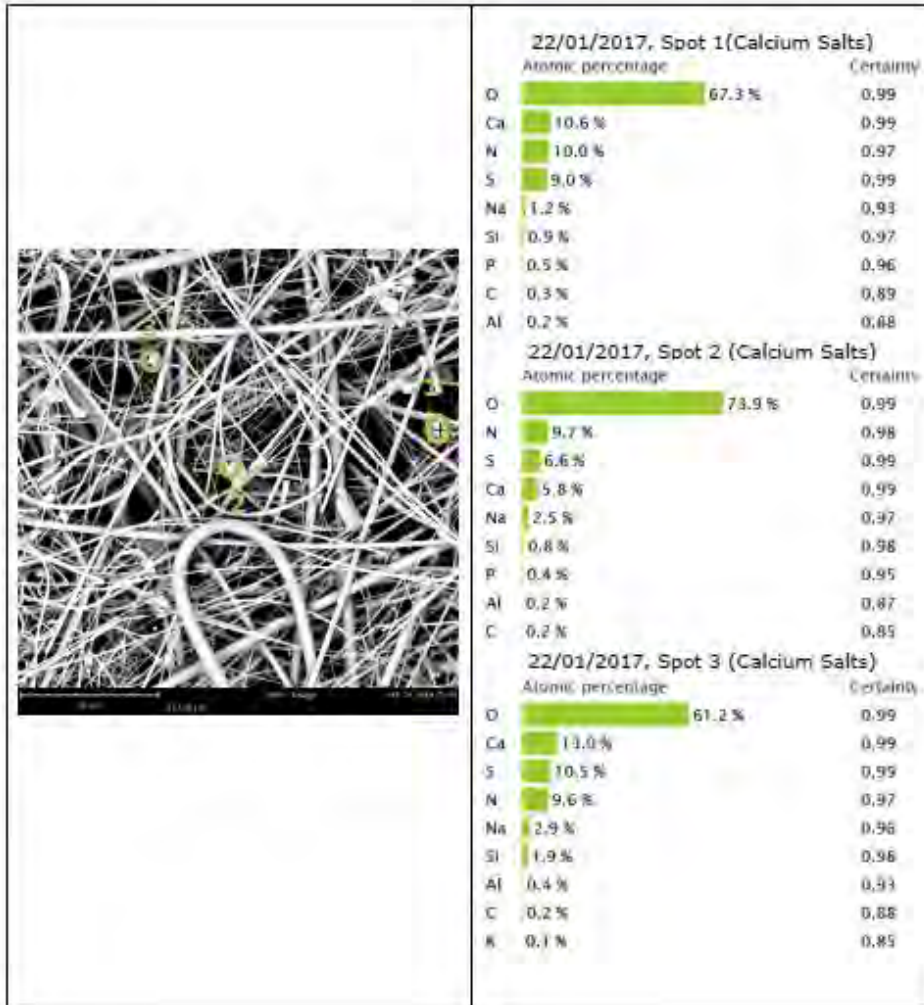 22/01/2017, Spot 1(Calcium Salts)
Atomic percentage Certainty
O 67.3 % 0.99
Ca 10.6 % 0.99
N 10.0 % 0.97
S 9.0 % 0.99
Na 1.2 % 0.93
Si 0.9 % 0.97
P 0.5 % 0.96
C 0.3 % 0.89
Al 0.2 %
22/01/2017, Spot 2 (Calcium Salts)
Atomic percentage Certainty
O 73.9 % 0.99
N 9.7 % 0.98
S 6.6 % 0.99
Ca 5.8 % 0.99
Na 2.5 % 0.97
Si 0.8 % 0.98
P 0.4 % 0.95
Al 0.2 % 0.87
C 0.2 % 0.85
22/01/2017, Spot 3 (Calcium Salts)
Atomic percentage Certainty
O 61.2 % 0.99
Ca 13.0 % 0.99
S 10.5 % 0.99
N 9.6 % 0.97
Na 2.9 % 0.98
Si 1.9 % 0.98
Al 0.4 % 0.93
C 0.2 % 0.88
K 0.1 % 0.85